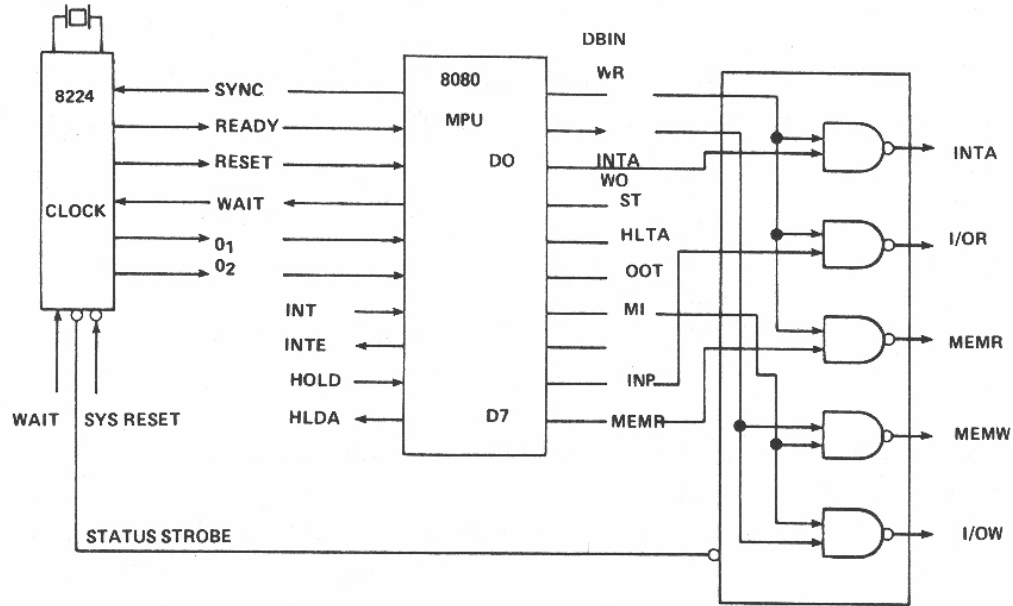 8224
CLOCK
SYNC
READY
RESET
WAIT
01
02
INT
INTE
HOLD
HLDA
WAIT
SYS RESET
STATUS STROBE
8080
MPU
DO
D7
DBIN
WR
INTA
WO
ST
HLTA
OOT
MI
INP
MEMR
INTA
I/OR
MEMR
MEMW
I/OW